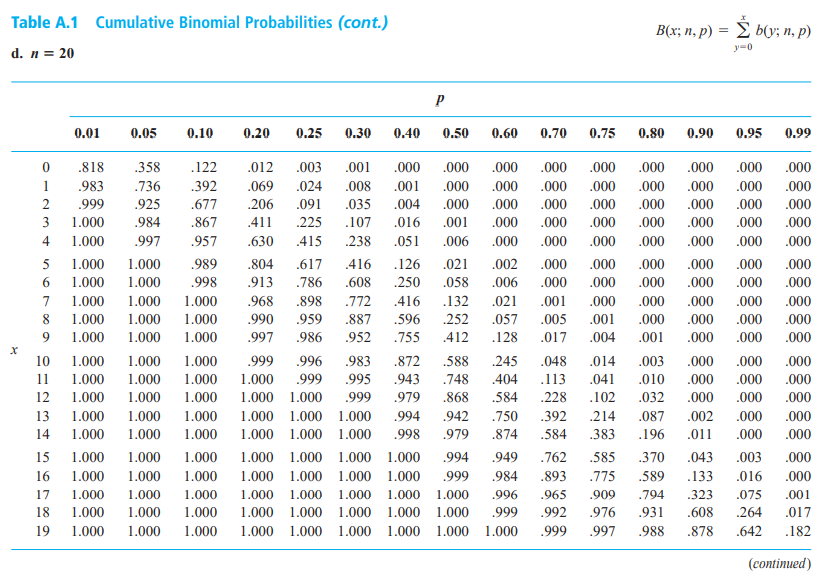 Table A.1 Cumulative Binomial Probabilities (cont.)
B(x; n, p) = x∑y=0 b(y; n, p)
d. n = 20
p
0.01 0.05 0.10 0.20 0.25 0.30 0.40 0.50 0.60 0.70 0.75 0.80 0.90 0.95 0.99
0 .818 .358 .122 .012 .003 .001 .000 .000 .000 .000 .000 .000 .000 .000 .000
1 .983 .736 .392 .069 .024 .008 .001 .000 .000 .000 .000 .000 .000 .000 .000
2 .999 .925 .677 .206 .091 .035 .004 .000 .000 .000 .000 .000 .000 .000 .000
3 1.000 .984 .867 .411 .225 .107 .016 .001 .000 .000 .000 .000 .000 .000 .000
4 1.000 .997 .957 .630 .415 .238 .051 .006 .000 .000 .000 .000 .000 .000 .000
5 1.000 1.000 .989 .804 .617 .416 .126 .021 .002 .000 .000 .000 .000 .000 .000
6 1.000 1.000 .998 .913 .786 .608 .250 .058 .006 .000 .000 .000 .000 .000 .000
7 1.000 1.000 1.000 .968 .898 .772 .416 .132 .021 .001 .000 .000 .000 .000 .000
8 1.000 1.000 1.000 .990 .959 .887 .596 .252 .057 .005 .001 .000 .000 .000 .000
9 1.000 1.000 1.000 .997 .986 .952 .755 .412 .128 .017 .004 .001 .000 .000 .000
x
10 1.000 1.000 1.000 .999 .996 .983 .872 .588 .245 .048 .014 .003 .000 .000 .000
11 1.000 1.000 1.000 1.000 .999 .995 .943 .748 .404 .113 .041 .010 .000 .000 .000
12 1.000 1.000 1.000 1.000 1.000 .999 .979 .868 .584 .228 .102 .032 .000 .000 .000
13 1.000 1.000 1.000 1.000 1.000 1.000 .994 .942 .750 .392 .214 .087 .002 .000 .000
14 1.000 1.000 1.000 1.000 1.000 1.000 .998 .979 .874 .584 .383 .196 .011 .000 .000
15 1.000 1.000 1.000 1.000 1.000 1.000 1.000 .994 .949 .762 .585 .370 .043 .003 .000
16 1.000 1.000 1.000 1.000 1.000 1.000 1.000 .999 .984 .893 .775 .589 .133 .016 .000
17 1.000 1.000 1.000 1.000 1.000 1.000 1.000 1.000 .996 .965 .909 .794 .323 .075 .001
18 1.000 1.000 1.000 1.000 1.000 1.000 1.000 1.000 .999 .992 .976 .931 .608 .264 .017
19 1.000 1.000 1.000 1.000 1.000 1.000 1.000 1.000 1.000 .999 .997 .988 .878 .642 .182
(continued)